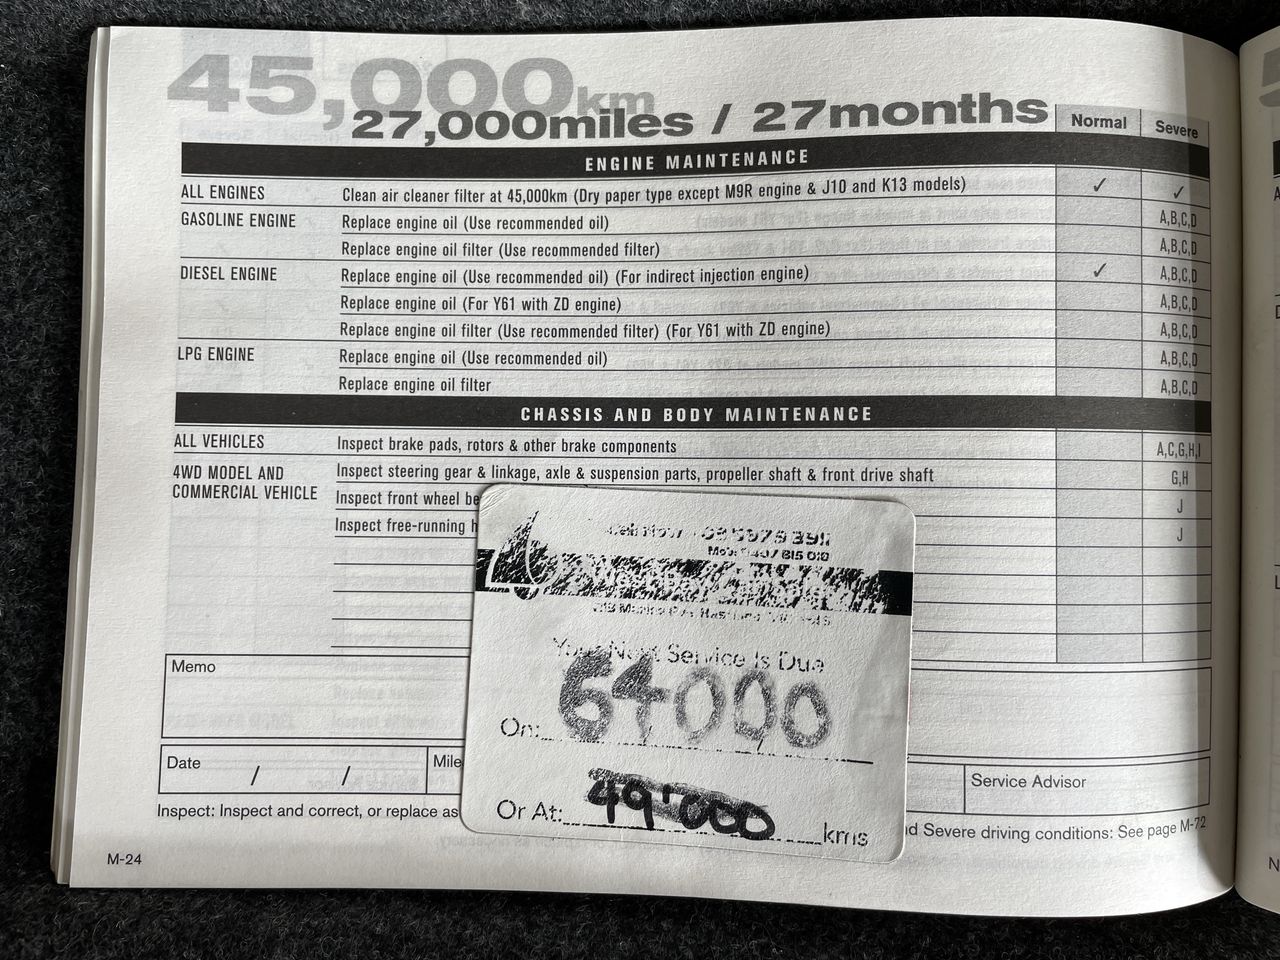 45,000km
27,000miles / 27months
Normal Severe
ENGINE MAINTENANCE
ALL ENGINES Clean air cleaner filter at 45,000km (Dry paper type except M9R engine & J10 and K13 models) ✓ ✓
GASOLINE ENGINE Replace engine oil (Use recommended oil) A,B,C,D
Replace engine oil filter (Use recommended filter) A,B,C,D
DIESEL ENGINE Replace engine oil (Use recommended oil) (For indirect injection engine) ✓ A,B,C,D
Replace engine oil (For Y61 with ZD engine) A,B,C,D
Replace engine oil filter (Use recommended filter) (For Y61 with ZD engine) A,B,C,D
LPG ENGINE Replace engine oil (Use recommended oil) A,B,C,D
Replace engine oil filter A,B,C,D
CHASSIS AND BODY MAINTENANCE
ALL VEHICLES Inspect brake pads, rotors & other brake components A,C,G,H,I
4WD MODEL AND Inspect steering gear & linkage, axle & suspension parts, propeller shaft & front drive shaft G,H
COMMERCIAL VEHICLE Inspect front wheel J
Inspect free-running J
Call Now
Your Next Service Is Due
64000
On:
49'000
Or At: kms
Memo
Date / / Service Advisor
Inspect: Inspect and correct, or replace as Severe driving conditions: See page M-72
M-24